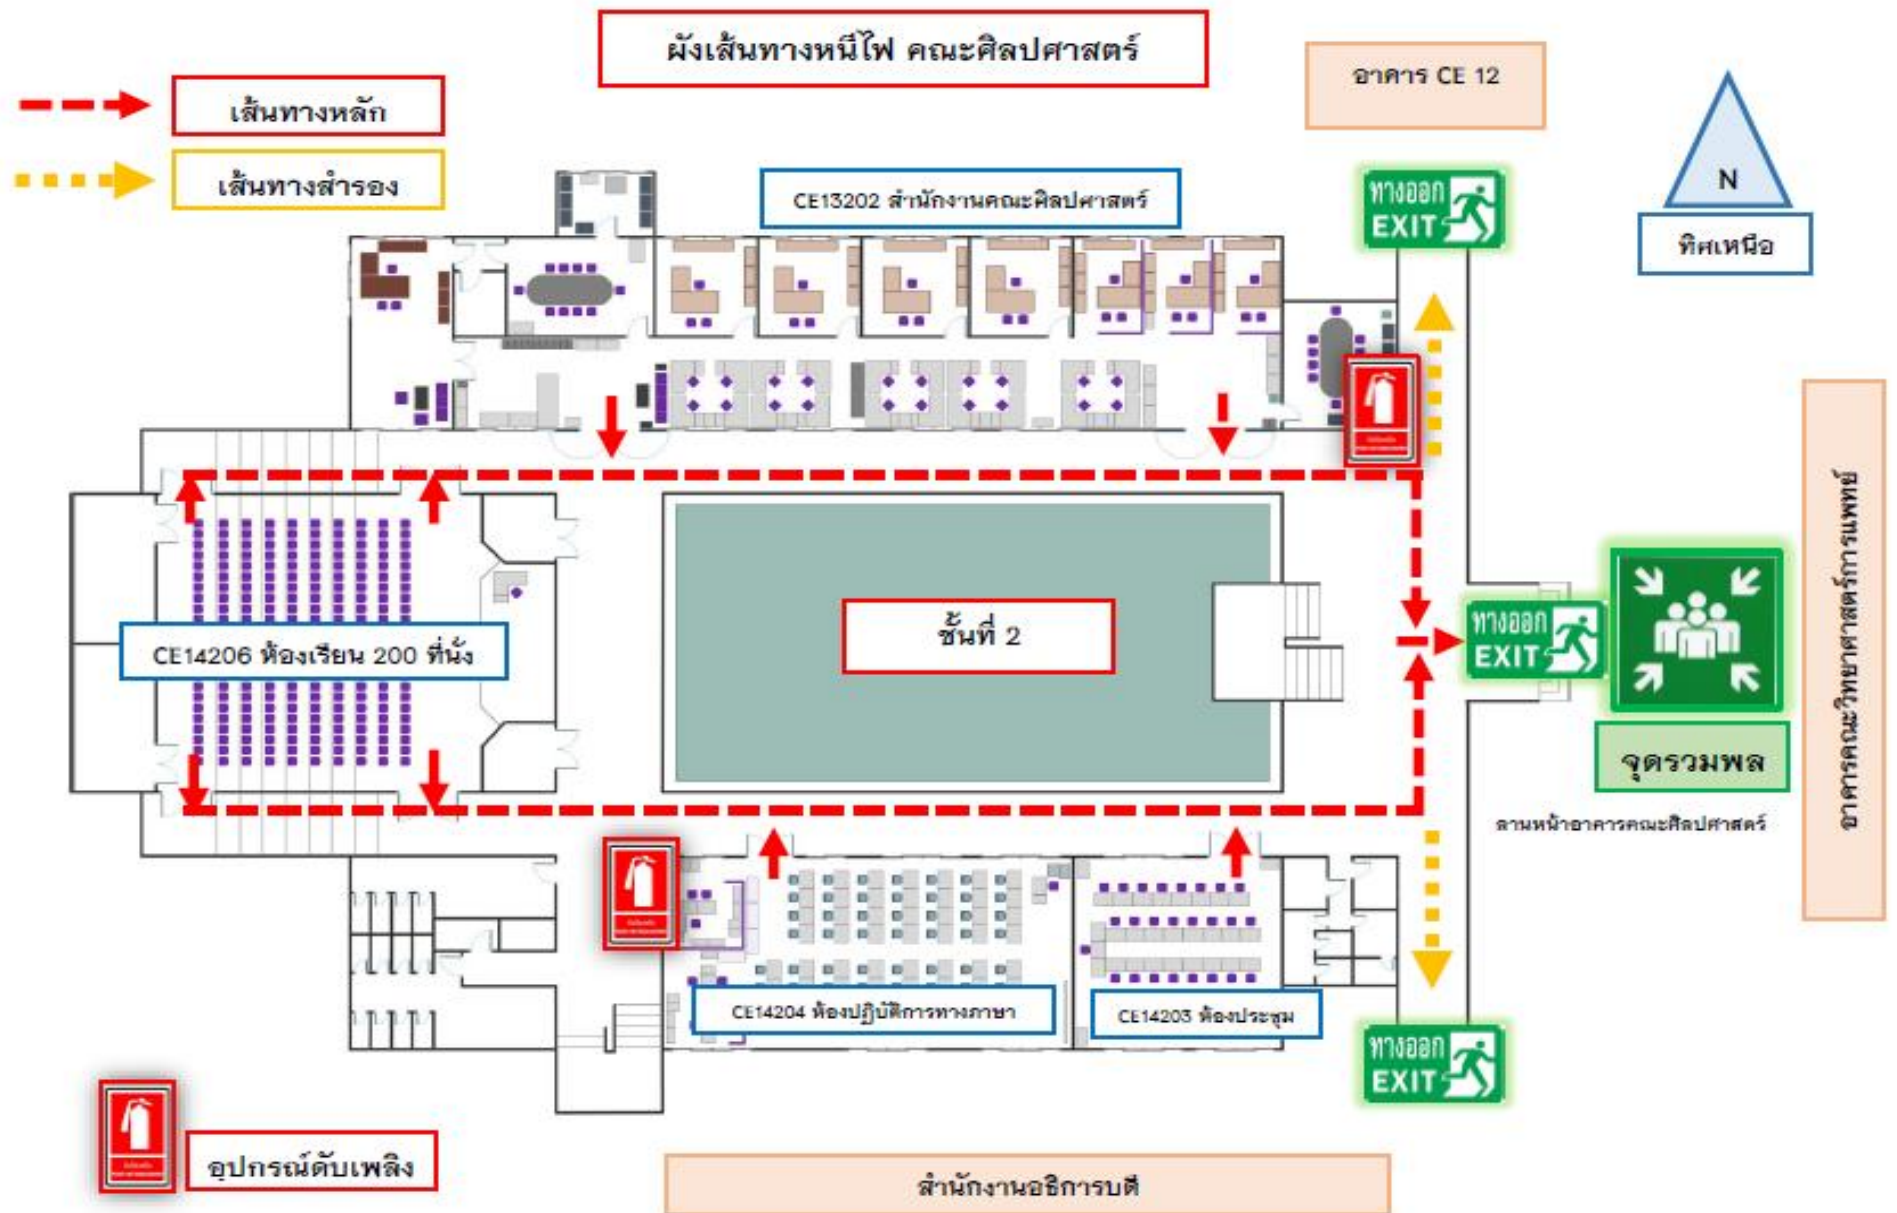 ผังเส้นทางหนีไฟ คณะศิลปศาสตร์
อาคาร CE 12
เส้นทางหลัก
เส้นทางสำรอง
N
ทิศเหนือ
CE13202 สำนักงานคณะศิลปศาสตร์
ทางออก
EXIT
CE14206 ห้องเรียน 200 ที่นั่ง
ชั้นที่ 2
ทางออก
EXIT
จุดรวมพล
ลานหน้าอาคารคณะศิลปศาสตร์
อาคารคณะวิทยาศาสตร์การแพทย์
CE14204 ห้องปฏิบัติการทางภาษา
CE14203 ห้องประชุม
ทางออก
EXIT
อุปกรณ์ดับเพลิง
สำนักงานอธิการบดี